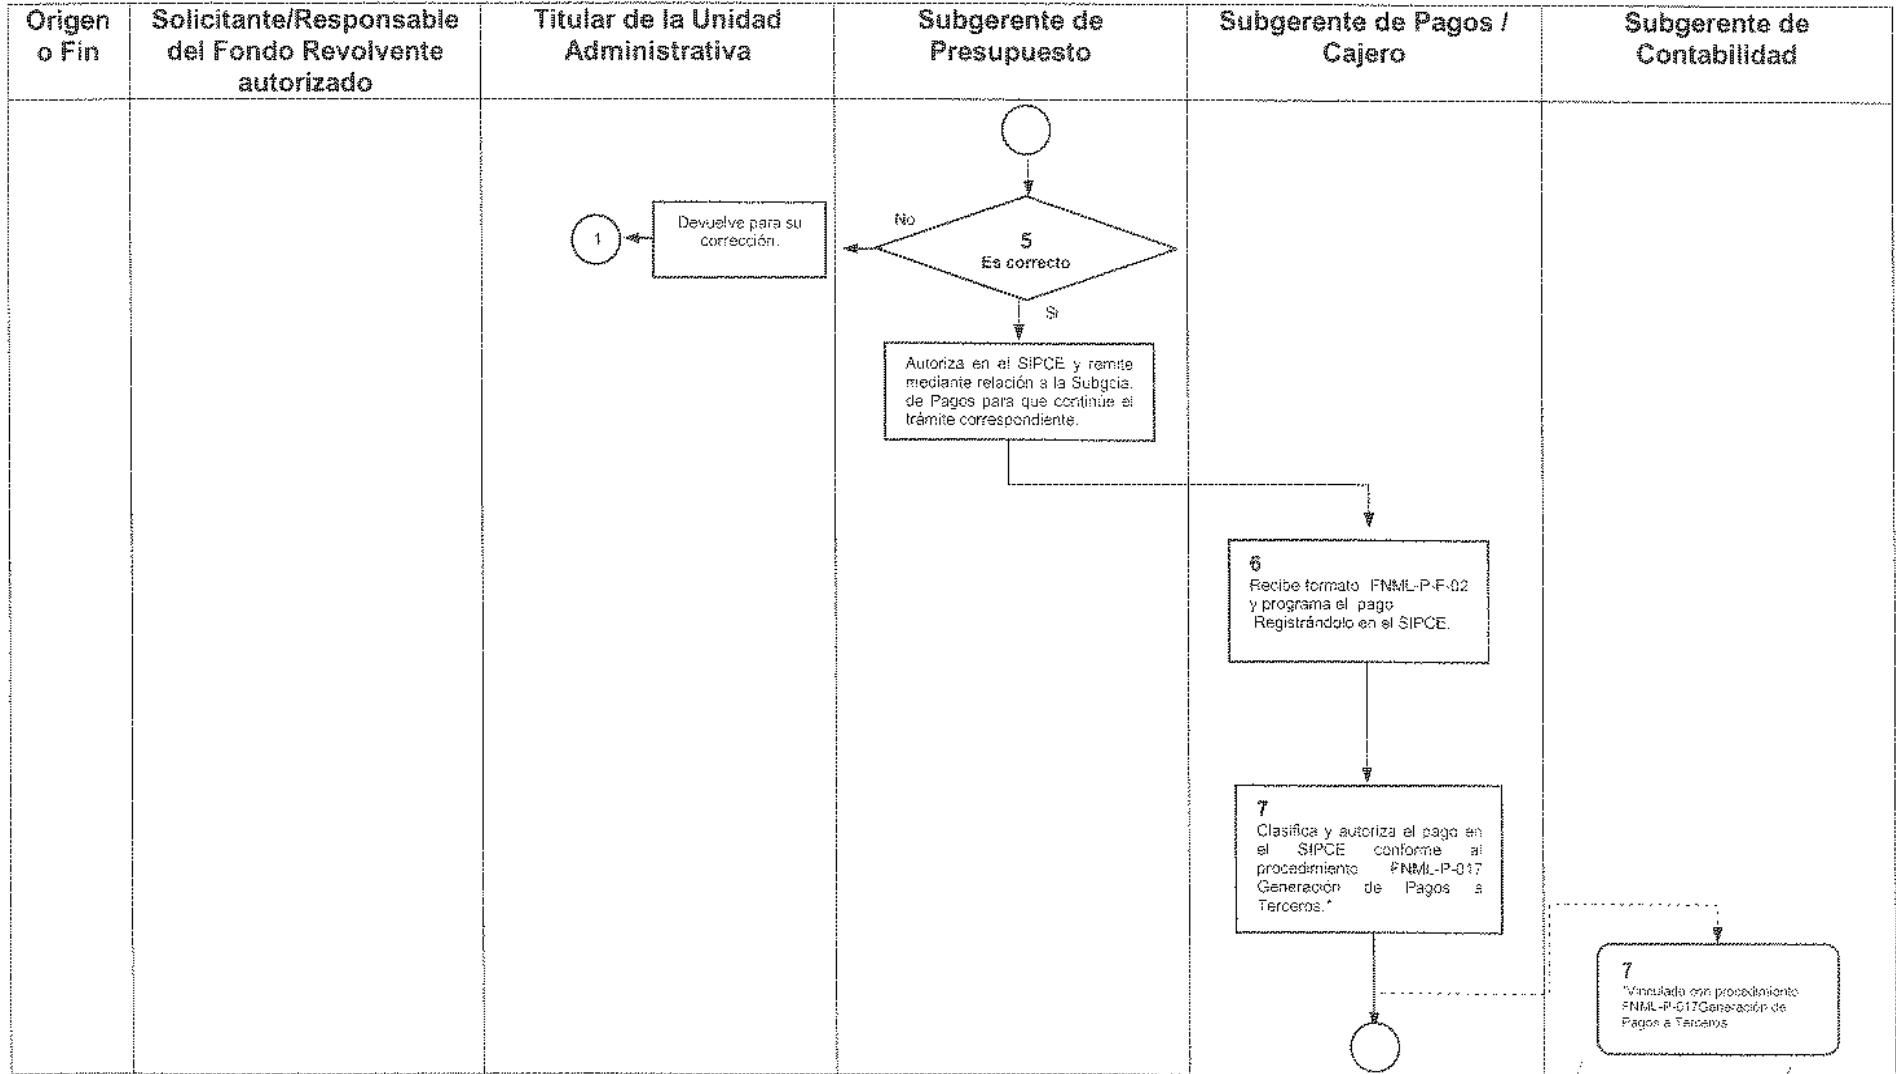 Origen
o Fin
Solicitante/Responsable
del Fondo Revolvente
autorizado
Titular de la Unidad
Administrativa
Subgerente de
Presupuesto
Subgerente de Pagos /
Cajero
Subgerente de
Contabilidad
No
5
Es correcto
Devuelve para su
corrección.
1
Si
Autoriza en el SIPCE y remite
mediante relación a la Subgcia.
de Pagos para que continúe el
trámite correspondiente.
6
Recibe formato FNML-P-F-02
y programa el pago
Registrándolo en el SIPCE.
7
Clasifica y autoriza el pago en
el SIPCE conforme al
procedimiento FNML-P-017
Generación de Pagos a
Terceros.*
7
*Vinculado con procedimiento
FNML-P-017Generación de
Pagos a Terceros